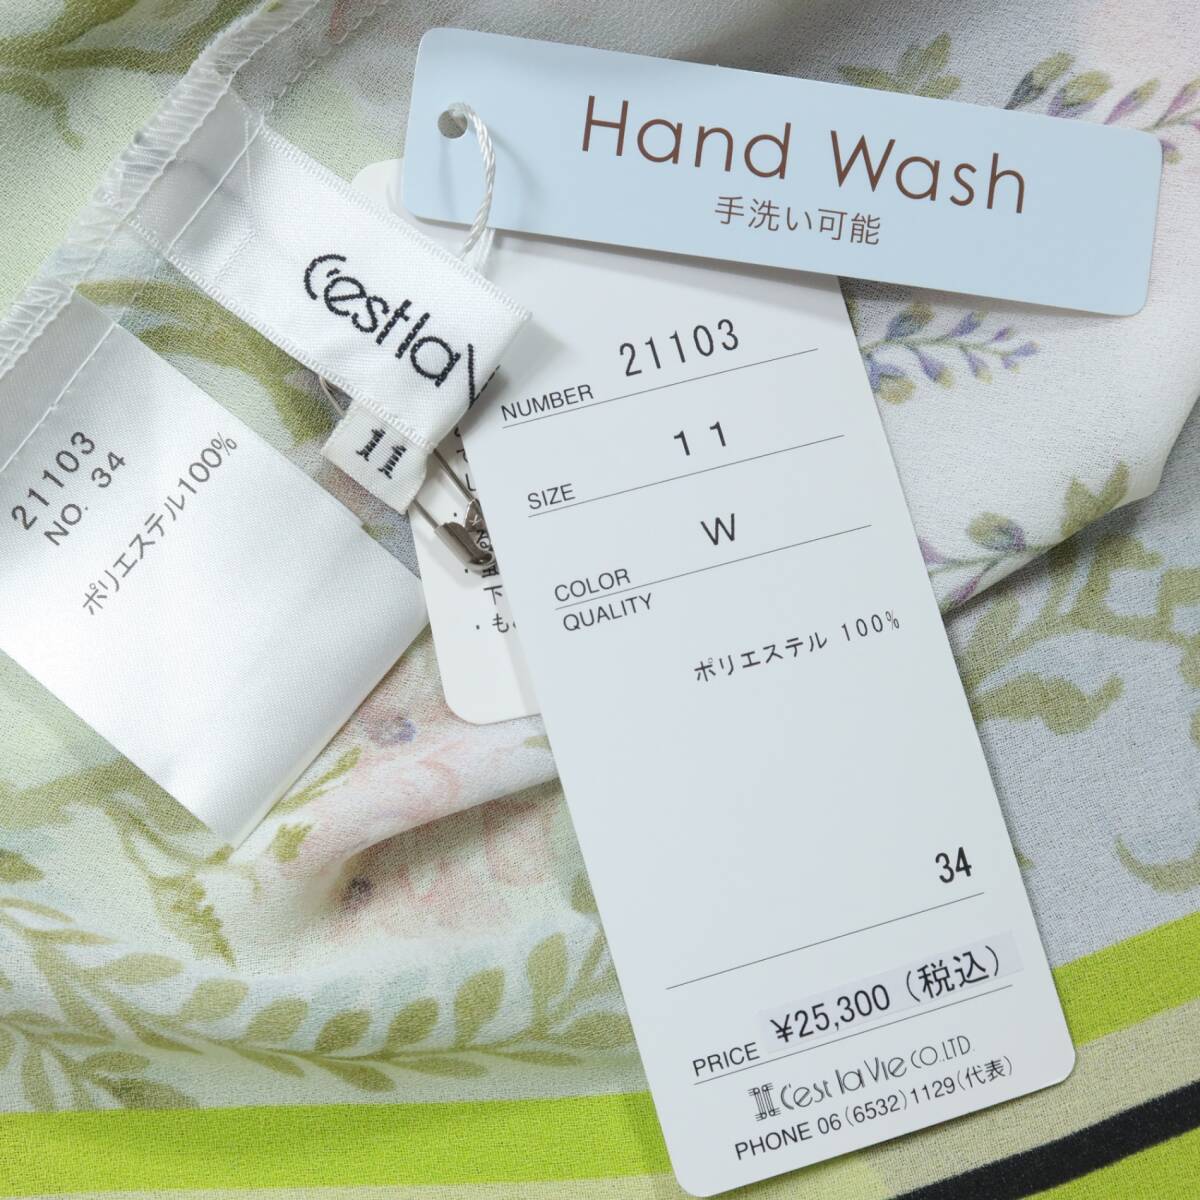 Hand Wash
手洗い可能
C'est la V
11
21103
NO. 34
ポリエステル100%
NUMBER 21103
SIZE 11
COLOR W
QUALITY
ポリエステル 100%
34
PRICE ¥25,300(税込)
C'est la Vie CO.,LTD.
PHONE 06(6532)1129(代表)
下
・も